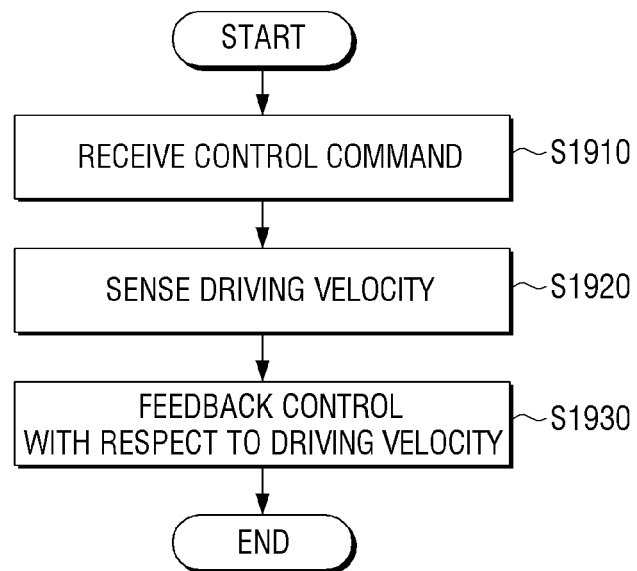 START
RECEIVE CONTROL COMMAND
S1910
SENSE DRIVING VELOCITY
S1920
FEEDBACK CONTROL
WITH RESPECT TO DRIVING VELOCITY
S1930
END